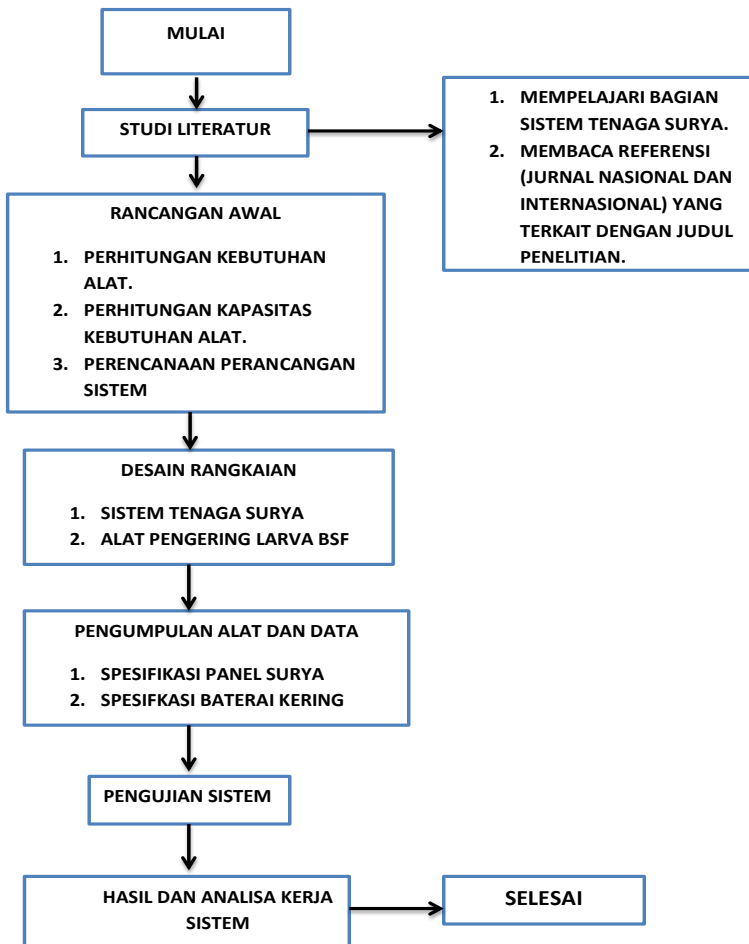 MULAI
STUDI LITERATUR
1. MEMPELAJARI BAGIAN
SISTEM TENAGA SURYA.
2. MEMBACA REFERENSI
(JURNAL NASIONAL DAN
INTERNASIONAL) YANG
TERKAIT DENGAN JUDUL
PENELITIAN.
RANCANGAN AWAL
1. PERHITUNGAN KEBUTUHAN
ALAT.
2. PERHITUNGAN KAPASITAS
KEBUTUHAN ALAT.
3. PERENCANAAN PERANCANGAN
SISTEM
DESAIN RANGKAIAN
1. SISTEM TENAGA SURYA
2. ALAT PENGERING LARVA BSF
PENGUMPULAN ALAT DAN DATA
1. SPESIFIKASI PANEL SURYA
2. SPESIFKASI BATERAI KERING
PENGUJIAN SISTEM
HASIL DAN ANALISA KERJA
SISTEM
SELESAI